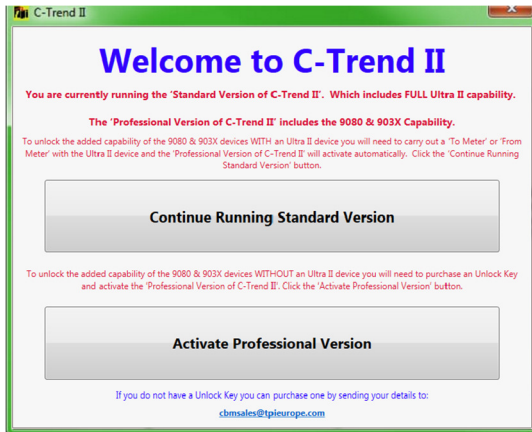 C-Trend II
Welcome to C-Trend II
You are currently running the 'Standard Version of C-Trend II'. Which includes FULL Ultra II capability.
The 'Professional Version of C-Trend II' includes the 9080 & 903X Capability.
To unlock the added capability of the 9080 & 903X devices WITH an Ultra II device you will need to carry out a 'To Meter' or 'From
Meter' with the Ultra II device and the 'Professional Version of C-Trend II' will activate automatically. Click the 'Continue Running
Standard Version' button.
Continue Running Standard Version
To unlock the added capability of the 9080 & 903X devices WITHOUT an Ultra II device you will need to purchase an Unlock Key
and activate the 'Professional Version of C-Trend II'. Click the 'Activate Professional Version' button.
Activate Professional Version
If you do not have a Unlock Key you can purchase one by sending your details to:
cbmsales@tpieurope.com